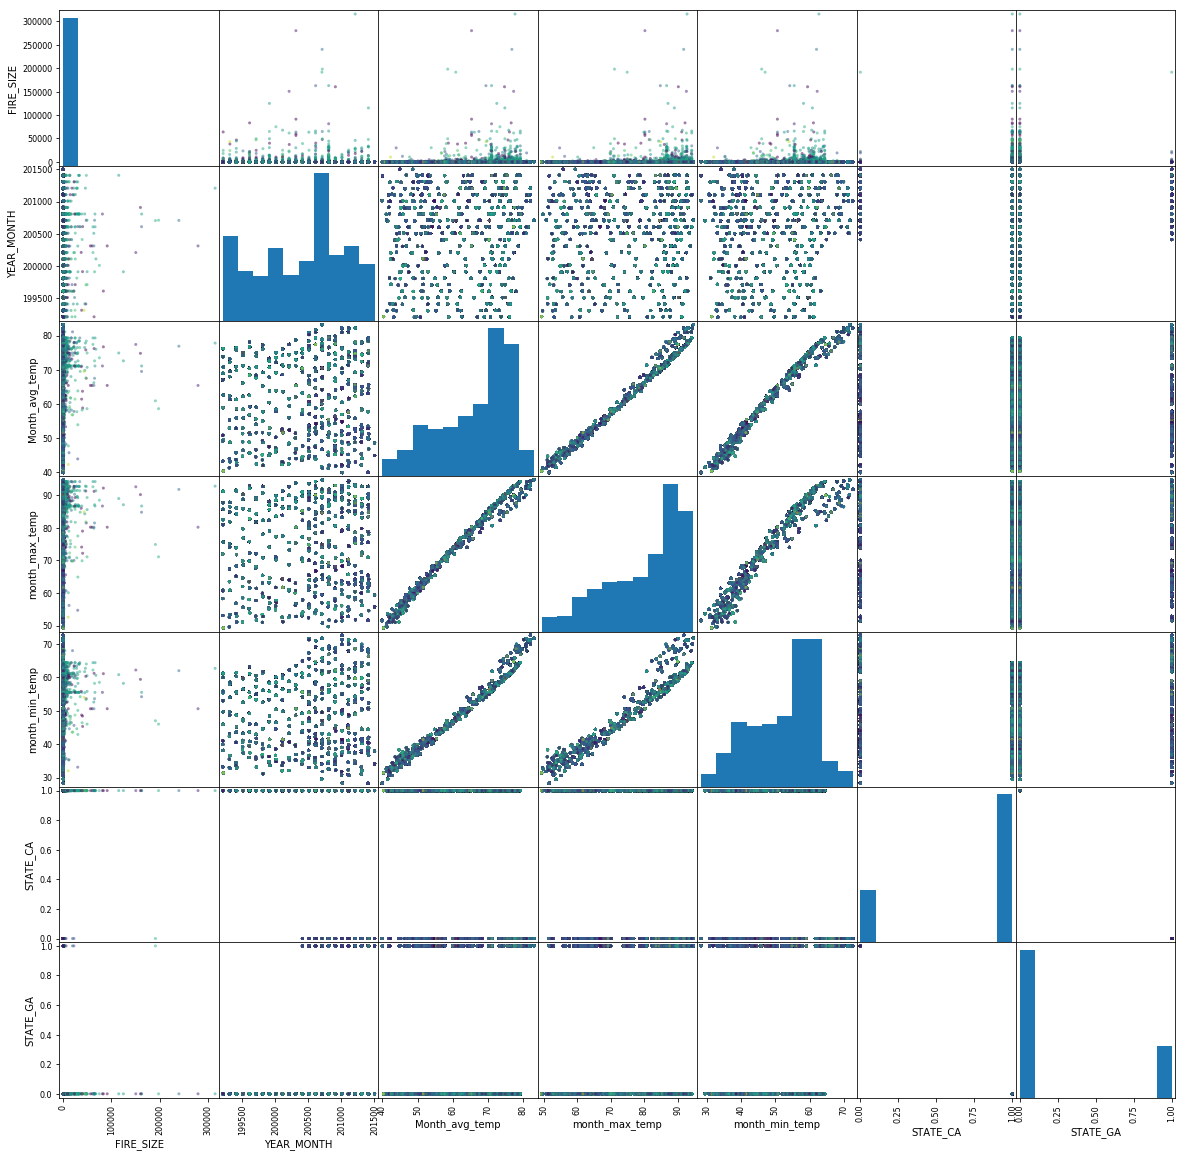 300000
250000
200000
150000
100000
50000
0
FIRE_SIZE
201500
201000
200500
200000
199500
YEAR_MONTH
80
70
60
50
40
Month_avg_temp
90
80
70
60
50
month_max_temp
70
60
50
40
30
month_min_temp
1.0
0.8
0.6
0.4
0.2
0.0
STATE_CA
1.0
0.8
0.6
0.4
0.2
0.0
STATE_GA
0 100000 200000 300000
199500 200000 200500 201000 201500
40 50 60 70 80
50 60 70 80 90
30 40 50 60 70
0.00 0.25 0.50 0.75 1.00
0.00 0.25 0.50 0.75 1.00
FIRE_SIZE YEAR_MONTH Month_avg_temp month_max_temp month_min_temp STATE_CA STATE_GA